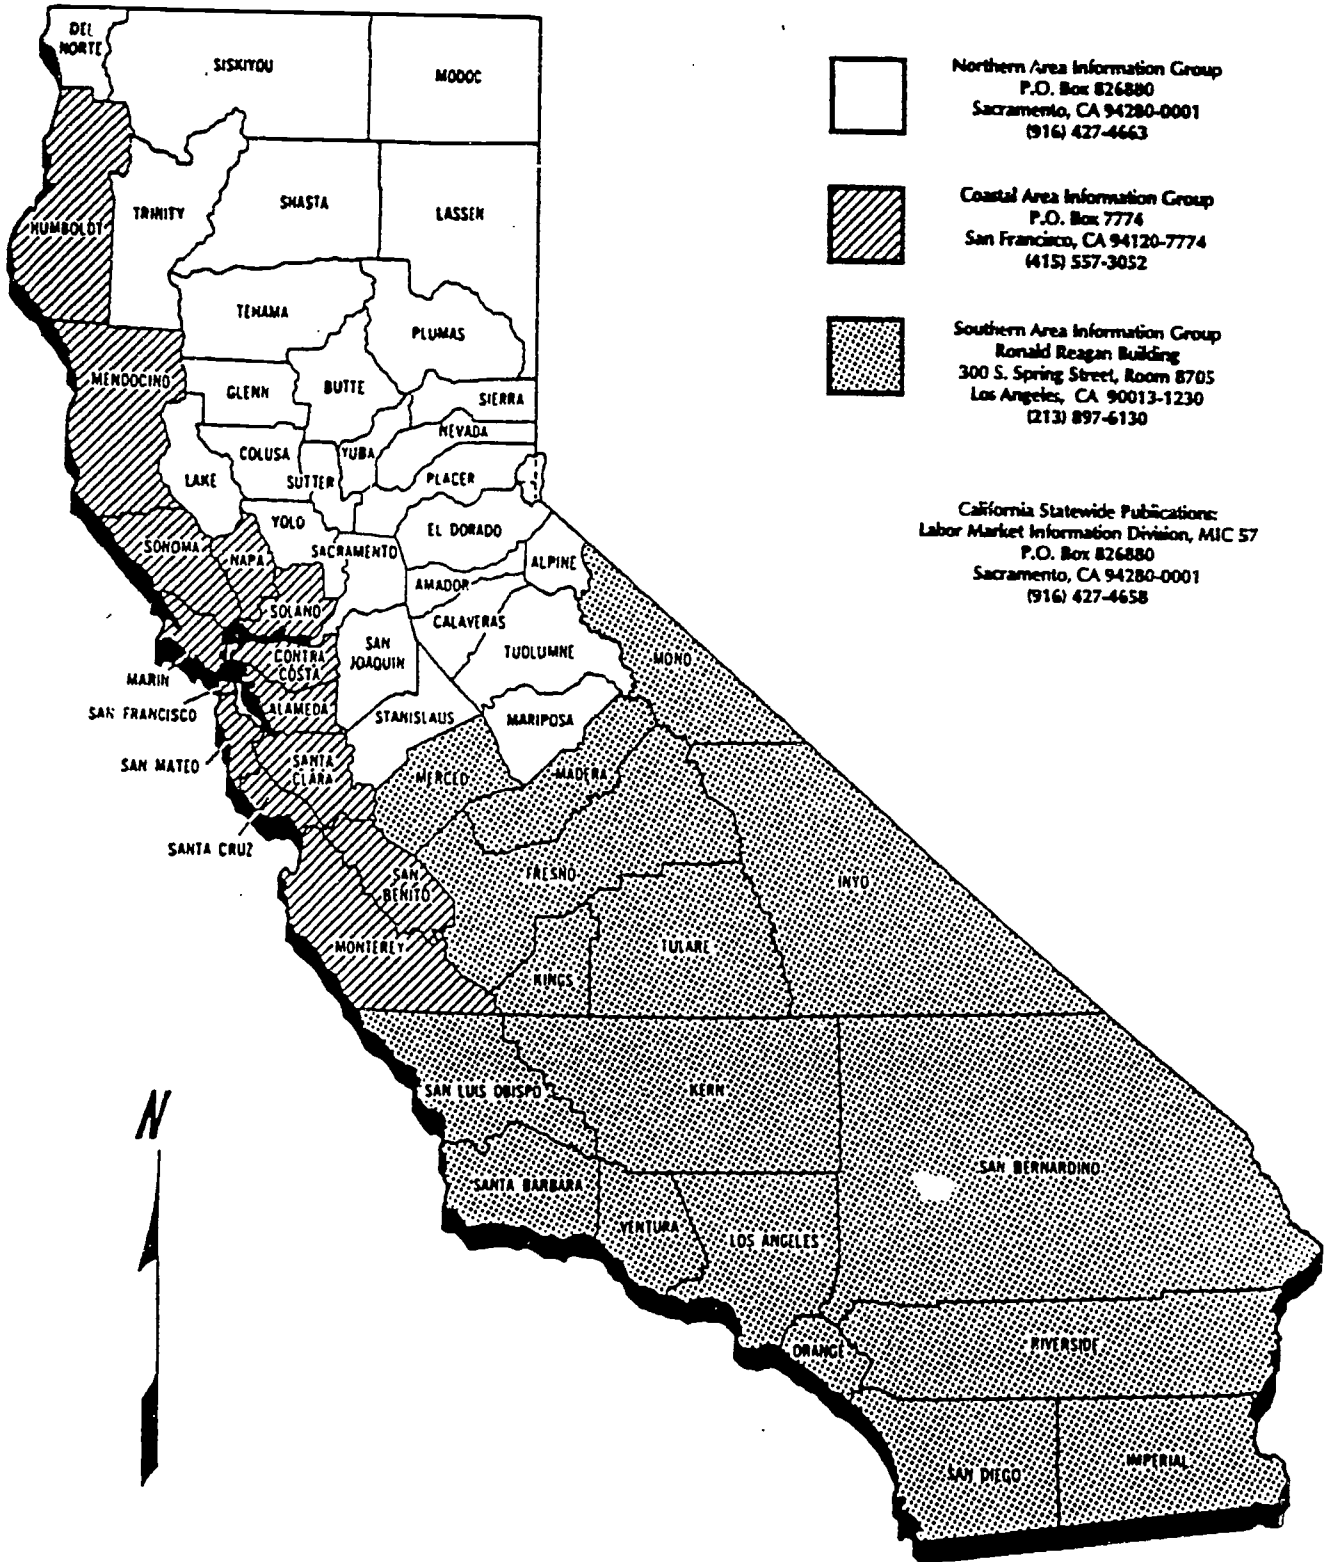 DEL
NORTE
SISKIYOU
MODOC
HUMBOLDT
TRINITY
SHASTA
LASSEN
TEHAMA
PLUMAS
MENDOCINO
GLENN
BUTTE
SIERRA
NEVADA
COLUSA
YUBA
LAKE
SUTTER
PLACER
YOLO
EL DORADO
SONOMA
NAPA
SACRAMENTO
ALPINE
AMADOR
SOLANO
CALAVERAS
SAN
JOAQUIN
TUOLUMNE
MONO
CONTRA
COSTA
MARIN
ALAMEDA
SAN FRANCISCO
STANISLAUS
MARIPOSA
SAN MATEO
SANTA
CLARA
MERCED
MADERA
SANTA CRUZ
SAN
BENITO
FRESNO
INYO
MONTEREY
KINGS
TULARE
SAN LUIS OBISPO
KERN
N
SAN BERNARDINO
SANTA BARBARA
VENTURA
LOS ANGELES
ORANGE
RIVERSIDE
SAN DIEGO
IMPERIAL
Northern Area Information Group
P.O. Box 826880
Sacramento, CA 94280-0001
(916) 427-4663
Coastal Area Information Group
P.O. Box 7774
San Francisco, CA 94120-7774
(415) 557-3052
Southern Area Information Group
Ronald Reagan Building
300 S. Spring Street, Room 8705
Los Angeles, CA 90013-1230
(213) 897-6130
California Statewide Publications:
Labor Market Information Division, MIC 57
P.O. Box 826880
Sacramento, CA 94280-0001
(916) 427-4658